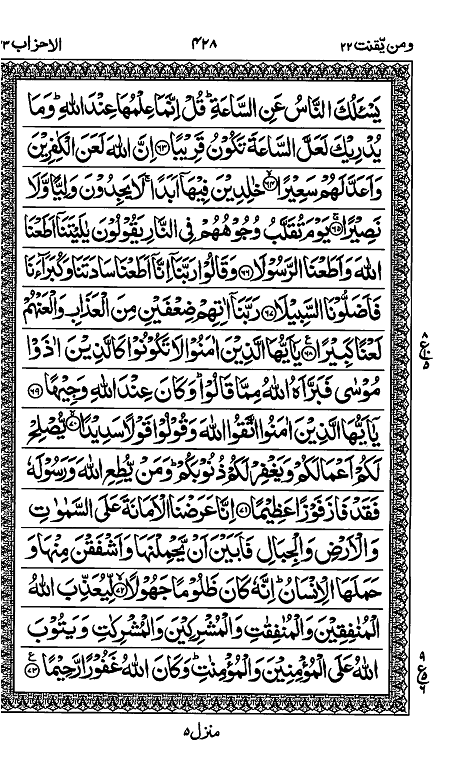 ومن يقنت ٢٢ ٤٢٨ الاحزاب ٣٣
يَسْـَٔلُكَ النَّاسُ عَنِ السَّاعَةِ ؕ قُلْ اِنَّمَا عِلْمُهَا عِنْدَ اللّٰهِ ؕ وَمَا
يُدْرِيْكَ لَعَلَّ السَّاعَةَ تَكُوْنُ قَرِيْبًا ﴿٦٣﴾ اِنَّ اللّٰهَ لَعَنَ الْكٰفِرِيْنَ
وَاَعَدَّ لَهُمْ سَعِيْرًا ﴿٦٤﴾ خٰلِدِيْنَ فِيْهَاۤ اَبَدًا ۚ لَا يَجِدُوْنَ وَلِيًّا وَّلَا
نَصِيْرًا ﴿٦٥﴾ يَوْمَ تُقَلَّبُ وُجُوْهُهُمْ فِى النَّارِ يَقُوْلُوْنَ يٰلَيْتَنَاۤ اَطَعْنَا
اللّٰهَ وَاَطَعْنَا الرَّسُوْلَا ﴿٦٦﴾ وَقَالُوْا رَبَّنَاۤ اِنَّاۤ اَطَعْنَا سَادَتَنَا وَكُبَرَآءَنَا
فَاَضَلُّوْنَا السَّبِيْلَا ﴿٦٧﴾ رَبَّنَاۤ اٰتِهِمْ ضِعْفَيْنِ مِنَ الْعَذَابِ وَالْعَنْهُمْ
لَعْنًا كَبِيْرًا ﴿٦٨﴾ يٰۤاَيُّهَا الَّذِيْنَ اٰمَنُوْا لَا تَكُوْنُوْا كَالَّذِيْنَ اٰذَوْا
مُوْسٰى فَبَرَّاَهُ اللّٰهُ مِمَّا قَالُوْا ؕ وَكَانَ عِنْدَ اللّٰهِ وَجِيْهًا ﴿٦٩﴾
يٰۤاَيُّهَا الَّذِيْنَ اٰمَنُوا اتَّقُوا اللّٰهَ وَقُوْلُوْا قَوْلًا سَدِيْدًا ﴿٧٠﴾ يُّصْلِحْ
لَكُمْ اَعْمَالَكُمْ وَيَغْفِرْ لَكُمْ ذُنُوْبَكُمْ ؕ وَمَنْ يُّطِعِ اللّٰهَ وَرَسُوْلَهٗ
فَقَدْ فَازَ فَوْزًا عَظِيْمًا ﴿٧١﴾ اِنَّا عَرَضْنَا الْاَمَانَةَ عَلَى السَّمٰوٰتِ
وَالْاَرْضِ وَالْجِبَالِ فَاَبَيْنَ اَنْ يَّحْمِلْنَهَا وَاَشْفَقْنَ مِنْهَا وَ
حَمَلَهَا الْاِنْسَانُ ؕ اِنَّهٗ كَانَ ظَلُوْمًا جَهُوْلًا ﴿٧٢﴾ لِّيُعَذِّبَ اللّٰهُ
الْمُنٰفِقِيْنَ وَالْمُنٰفِقٰتِ وَالْمُشْرِكِيْنَ وَالْمُشْرِكٰتِ وَيَتُوْبَ
اللّٰهُ عَلَى الْمُؤْمِنِيْنَ وَالْمُؤْمِنٰتِ ؕ وَكَانَ اللّٰهُ غَفُوْرًا رَّحِيْمًا ﴿٧٣﴾
منزل ٥